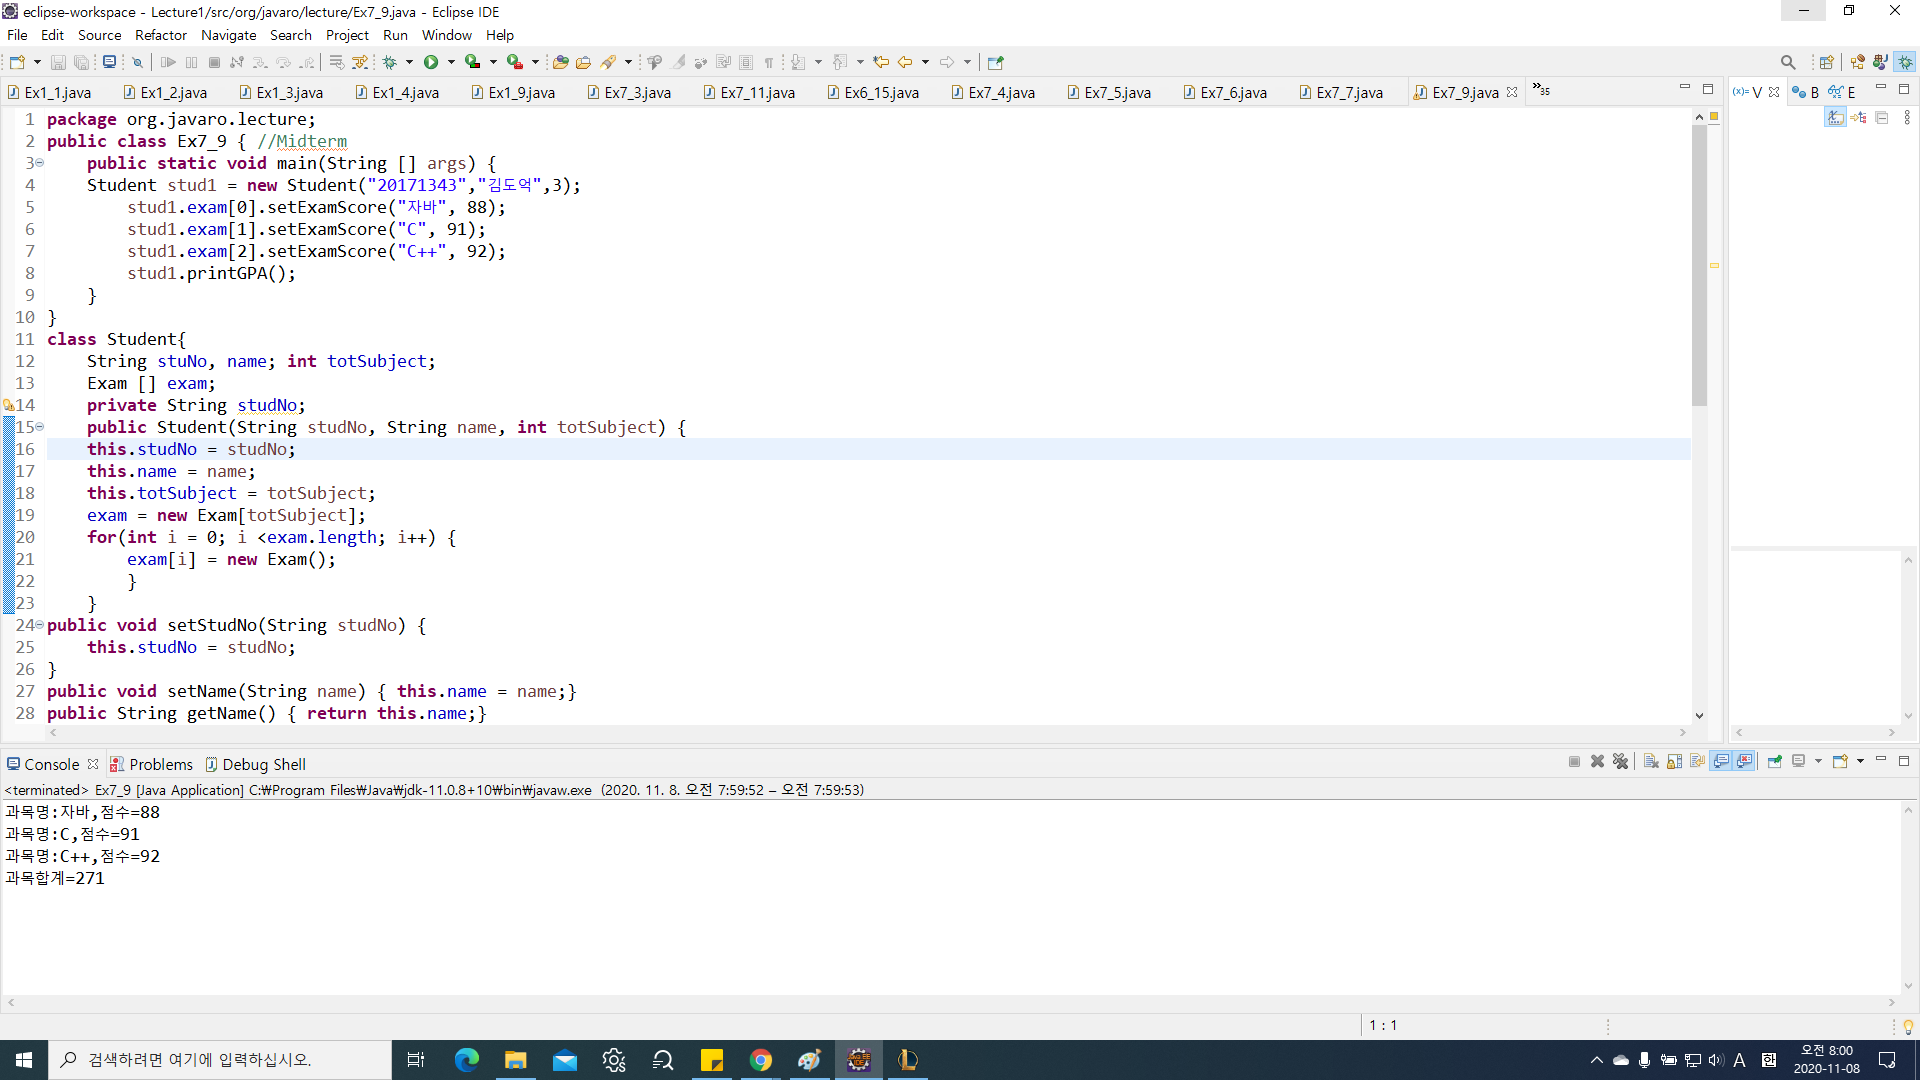 eclipse-workspace - Lecture1/src/org/javaro/lecture/Ex7_9.java - Eclipse IDE
File Edit Source Refactor Navigate Search Project Run Window Help
Ex1_1.java Ex1_2.java Ex1_3.java Ex1_4.java Ex1_9.java Ex7_3.java Ex7_11.java Ex6_15.java Ex7_4.java Ex7_5.java Ex7_6.java Ex7_7.java Ex7_9.java »35 (x)= V B E
1 package org.javaro.lecture;
2 public class Ex7_9 { //Midterm
3 public static void main(String [] args) {
4 Student stud1 = new Student("20171343","김도억",3);
5 stud1.exam[0].setExamScore("자바", 88);
6 stud1.exam[1].setExamScore("C", 91);
7 stud1.exam[2].setExamScore("C++", 92);
8 stud1.printGPA();
9 }
10 }
11 class Student{
12 String stuNo, name; int totSubject;
13 Exam [] exam;
14 private String studNo;
15 public Student(String studNo, String name, int totSubject) {
16 this.studNo = studNo;
17 this.name = name;
18 this.totSubject = totSubject;
19 exam = new Exam[totSubject];
20 for(int i = 0; i <exam.length; i++) {
21 exam[i] = new Exam();
22 }
23 }
24 public void setStudNo(String studNo) {
25 this.studNo = studNo;
26 }
27 public void setName(String name) { this.name = name;}
28 public String getName() { return this.name;}
Console Problems Debug Shell
<terminated> Ex7_9 [Java Application] C:₩Program Files₩Java₩jdk-11.0.8+10₩bin₩javaw.exe (2020. 11. 8. 오전 7:59:52 – 오전 7:59:53)
과목명:자바,점수=88
과목명:C,점수=91
과목명:C++,점수=92
과목합계=271
1 : 1
검색하려면 여기에 입력하십시오.
A 한 오전 8:00
2020-11-08